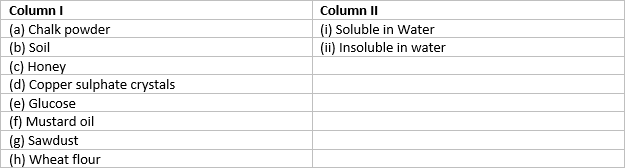 Column I Column II
(a) Chalk powder (i) Soluble in Water
(b) Soil (ii) Insoluble in water
(c) Honey
(d) Copper sulphate crystals
(e) Glucose
(f) Mustard oil
(g) Sawdust
(h) Wheat flour